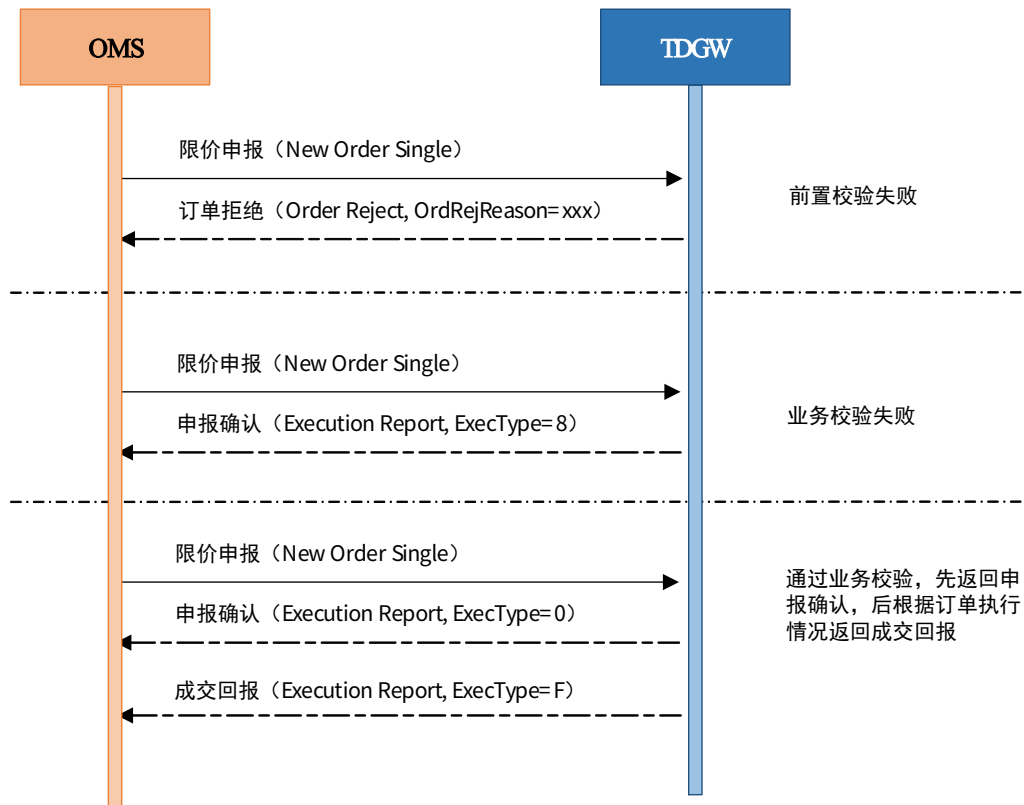 OMS
TDGW
限价申报（New Order Single）
订单拒绝（Order Reject, OrdRejReason=xxx）
前置校验失败
限价申报（New Order Single）
申报确认（Execution Report, ExecType=8）
业务校验失败
限价申报（New Order Single）
申报确认（Execution Report, ExecType=0）
成交回报（Execution Report, ExecType=F）
通过业务校验，先返回申
报确认，后根据订单执行
情况返回成交回报